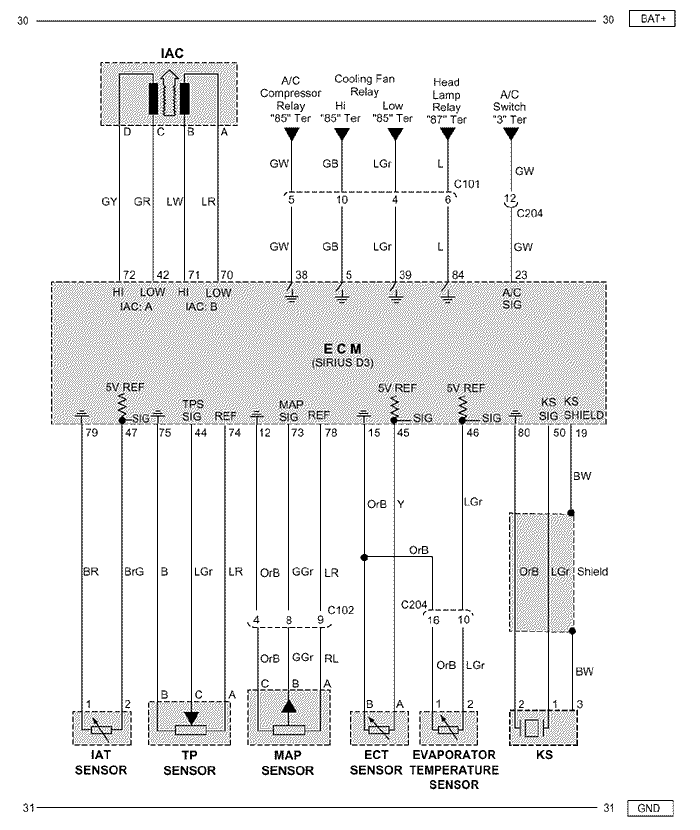 30 30 BAT+
IAC
D C B A
A/C Compressor Relay "85" Ter
Cooling Fan Relay
Hi "85" Ter
Low "85" Ter
Head Lamp Relay "87" Ter
A/C Switch "3" Ter
GY GR LW LR
GW GB LGr L GW
C101
5 10 4 6 12
C204
GW GB LGr L GW
72 42 71 70 38 5 39 84 23
HI LOW HI LOW
IAC: A IAC: B
A/C SIG
ECM
(SIRIUS D3)
5V REF 5V REF 5V REF
SIG TPS SIG REF MAP SIG REF SIG SIG KS SIG KS SHIELD
79 47 75 44 74 12 73 78 15 45 46 80 50 19
BW
OrB Y LGr
OrB
BR BrG B LGr LR OrB GGr LR OrB LGr Shield
C102
4 8 9
C204
16 10
OrB GGr RL OrB LGr BW
1 2 B C A C B A B A 1 2 2 1 3
IAT SENSOR
TP SENSOR
MAP SENSOR
ECT SENSOR
EVAPORATOR TEMPERATURE SENSOR
KS
31 31 GND